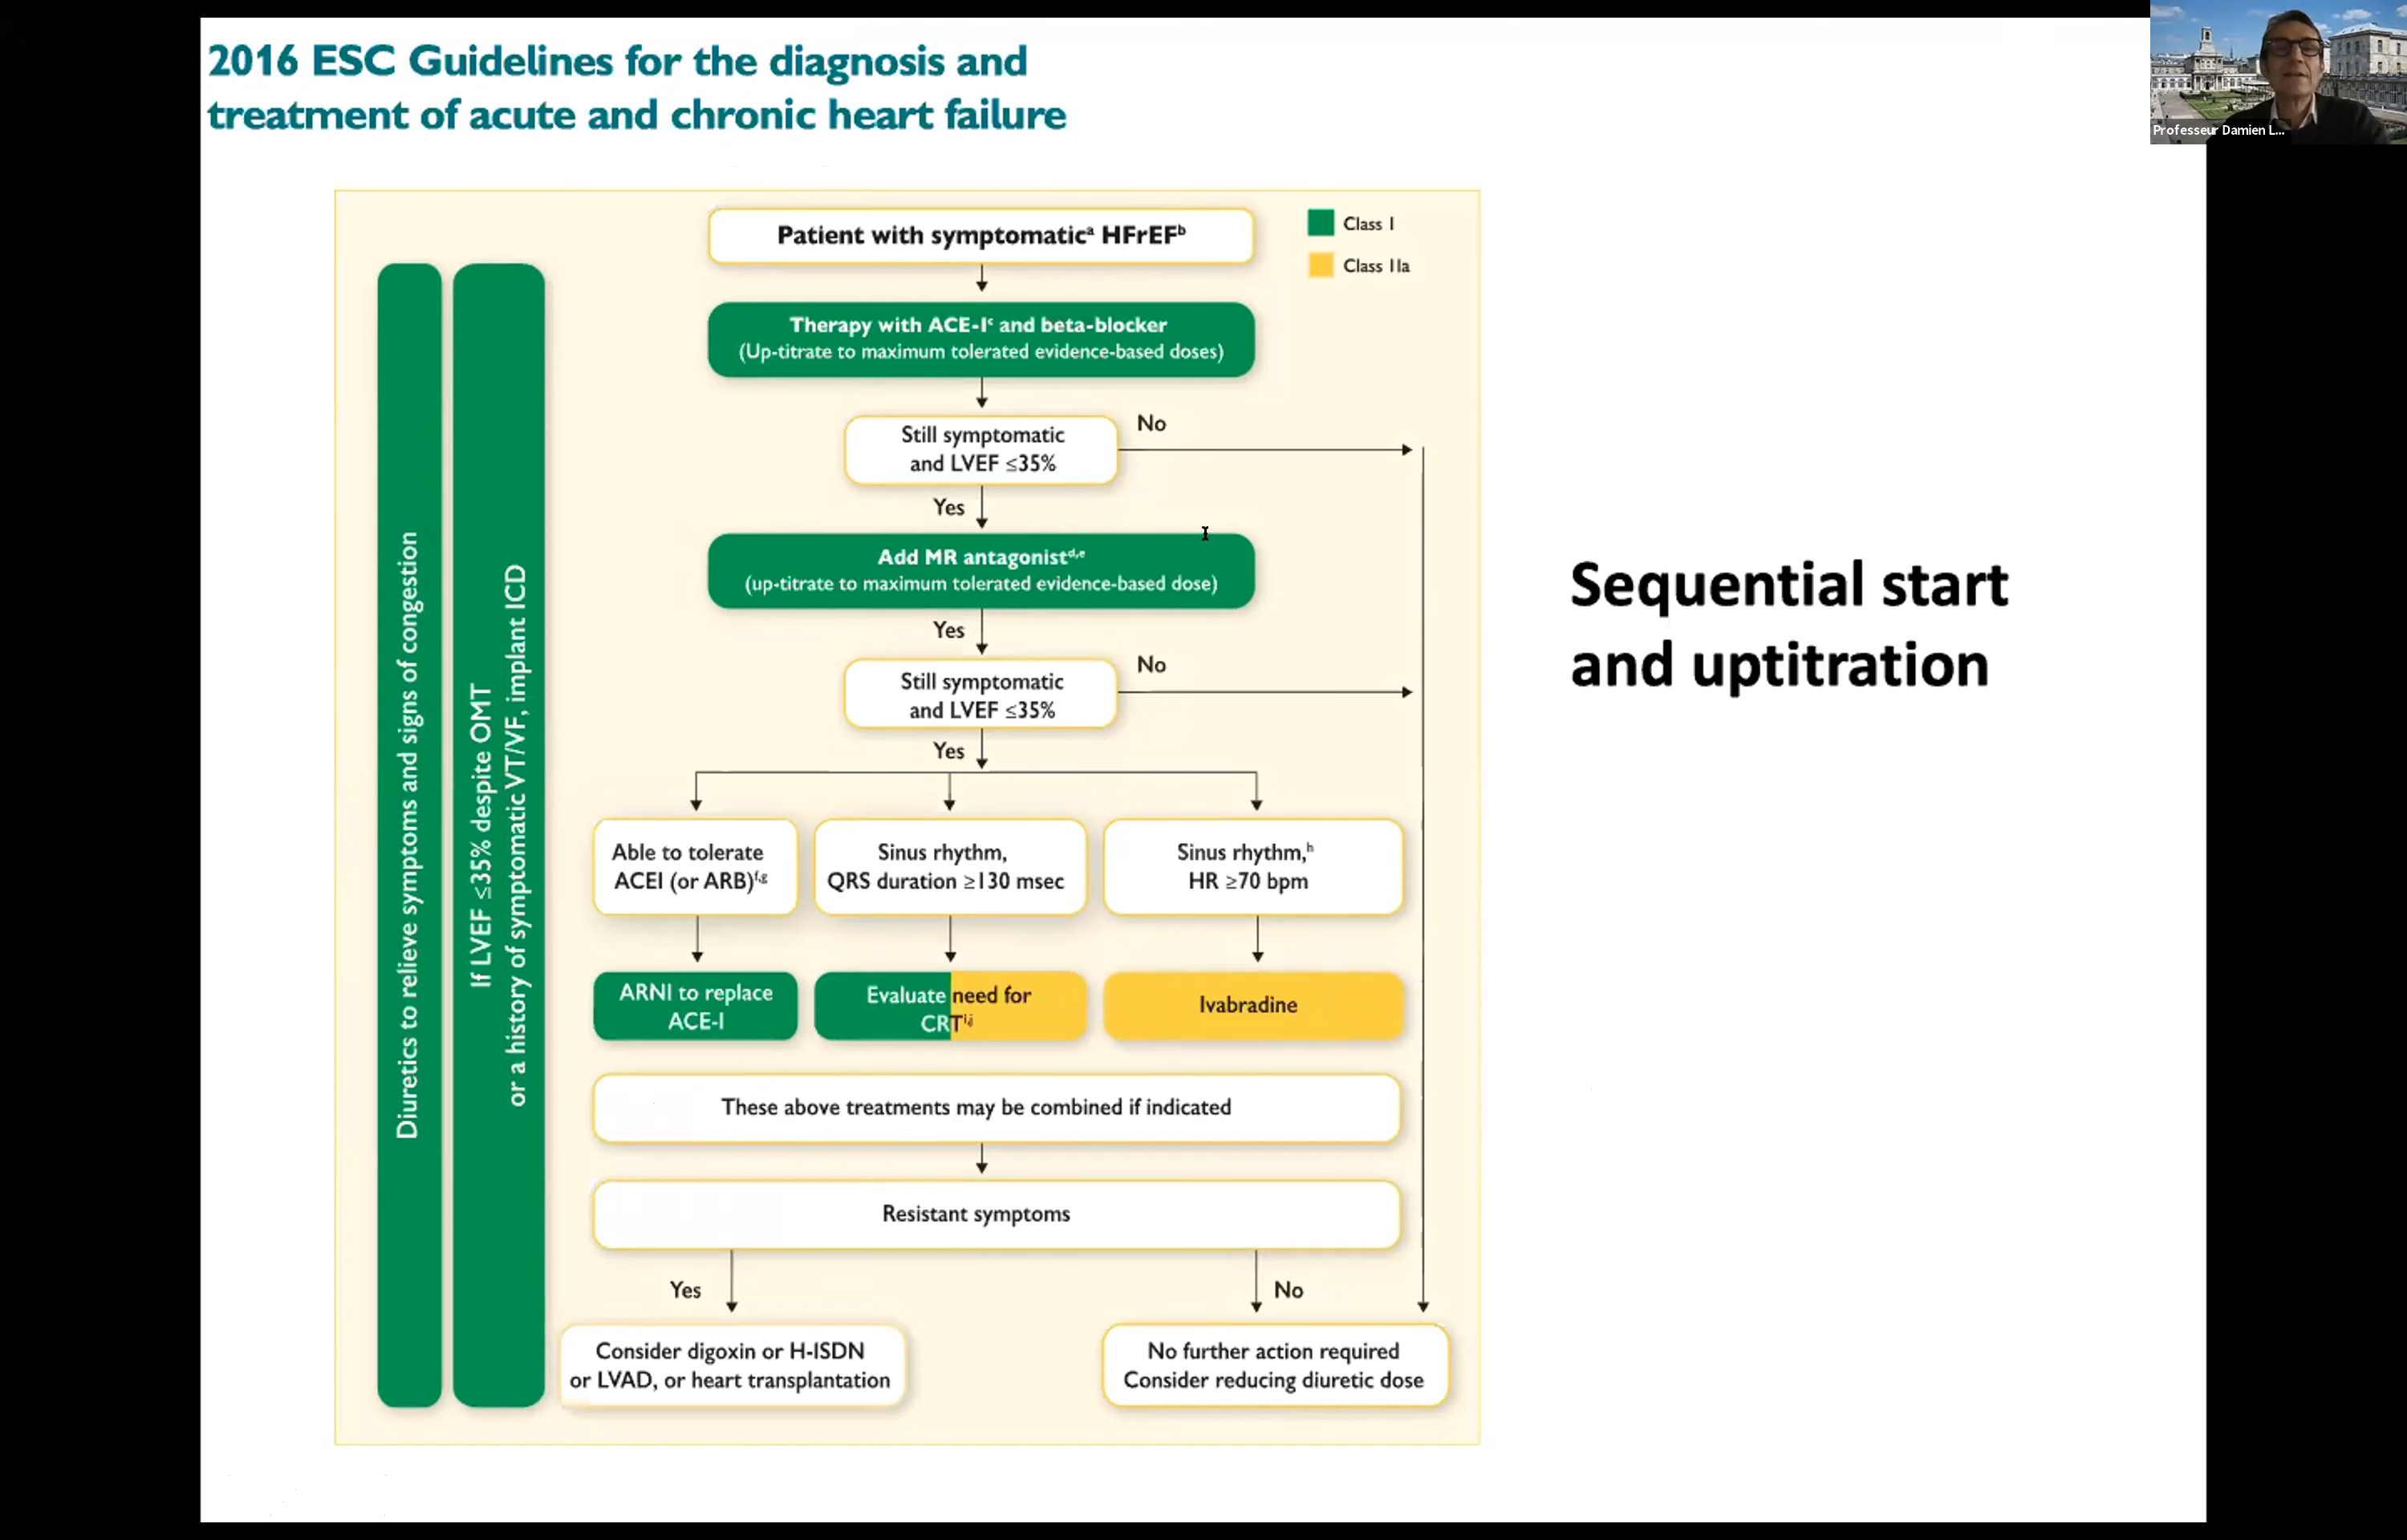 2016 ESC Guidelines for the diagnosis and
treatment of acute and chronic heart failure
Professeur Damien L...
Patient with symptomaticᵃ HFrEFᵇ
Class I
Class IIa
Therapy with ACE-Iᶜ and beta-blocker
(Up-titrate to maximum tolerated evidence-based doses)
Still symptomatic
and LVEF ≤35%
No
Yes
Add MR antagonistᵈ,ᵉ
(up-titrate to maximum tolerated evidence-based dose)
Yes
Still symptomatic
and LVEF ≤35%
No
Yes
Able to tolerate
ACEI (or ARB)ᶠ,ᵍ
Sinus rhythm,
QRS duration ≥130 msec
Sinus rhythm,ʰ
HR ≥70 bpm
ARNI to replace
ACE-I
Evaluate need for
CRTⁱ,ʲ
Ivabradine
These above treatments may be combined if indicated
Resistant symptoms
Yes
No
Consider digoxin or H-ISDN
or LVAD, or heart transplantation
No further action required
Consider reducing diuretic dose
Diuretics to relieve symptoms and signs of congestion
If LVEF ≤35% despite OMT
or a history of symptomatic VT/VF, implant ICD
Sequential start
and uptitration